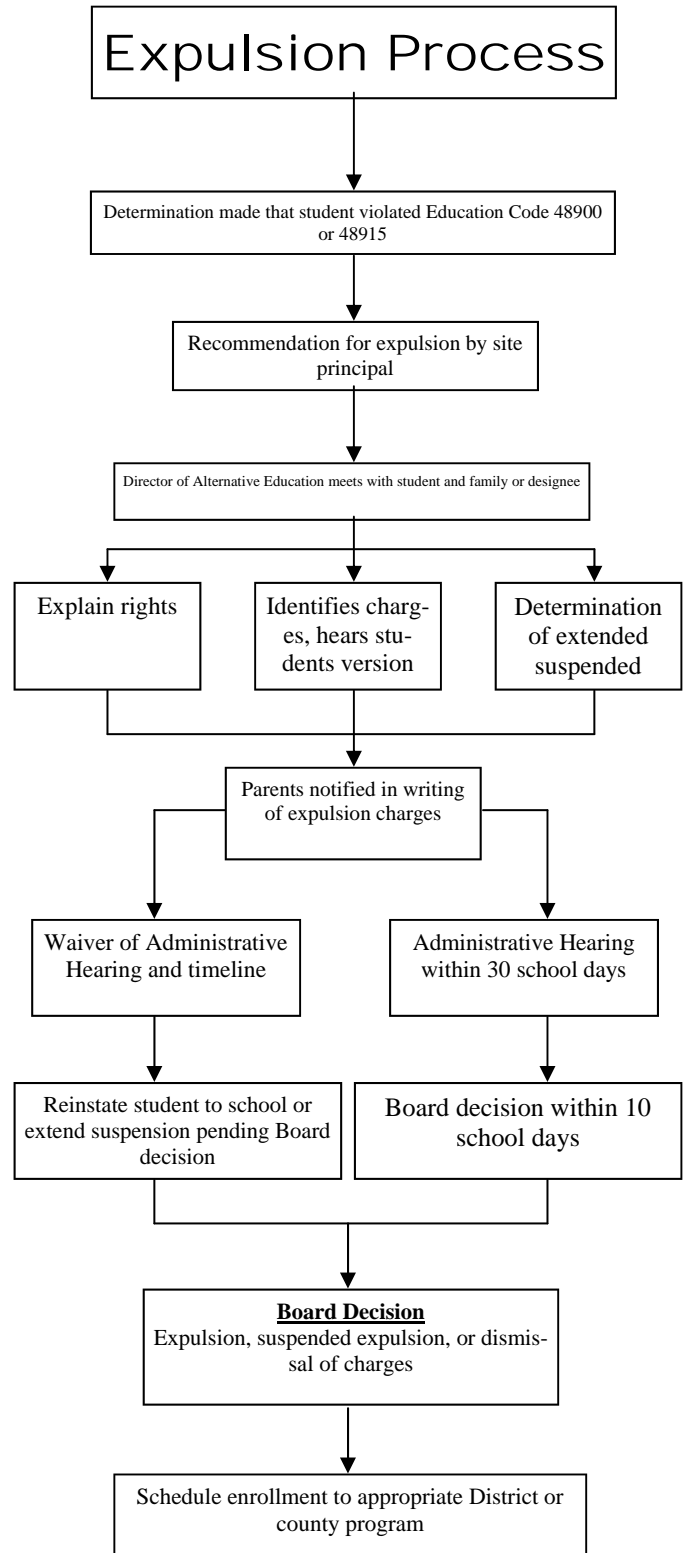 Expulsion Process
Determination made that student violated Education Code 48900
or 48915
Recommendation for expulsion by site
principal
Director of Alternative Education meets with student and family or designee
Explain rights
Identifies charg-
es, hears stu-
dents version
Determination
of extended
suspended
Parents notified in writing
of expulsion charges
Waiver of Administrative
Hearing and timeline
Administrative Hearing
within 30 school days
Reinstate student to school or
extend suspension pending Board
decision
Board decision within 10
school days
Board Decision
Expulsion, suspended expulsion, or dismis-
sal of charges
Schedule enrollment to appropriate District or
county program